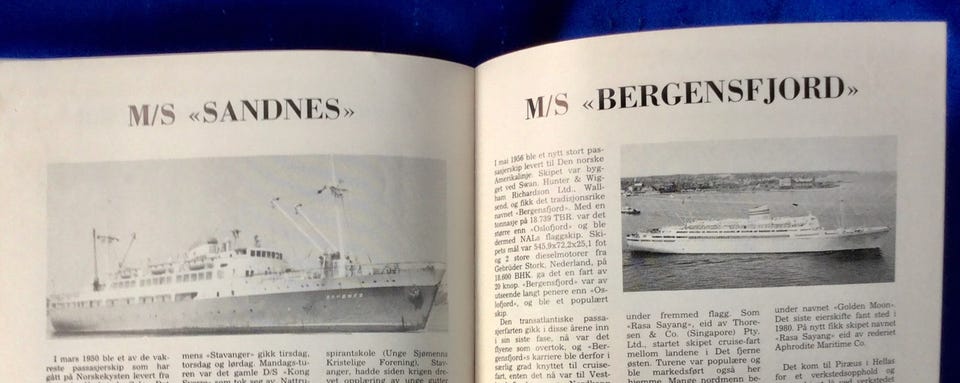 M/S «SANDNES»
SANDNES
I mars 1950 ble et av de vak-
reste passasjerskip som har
gått på Norskekysten levert fra
mens «Stavanger» gikk tirsdag,
torsdag og lørdag. Mandags-tu-
ren var det gamle D/S «Kong
spirantskole (Unge Sjømenns
Kristelige Forening), Stav-
anger, hadde siden krigen dre-
vet opplæring av unge gutter
M/S «BERGENSFJORD»
I mai 1956 ble et nytt stort pas-
sasjerskip levert til Den norske
Amerikalinje. Skipet var byg-
get ved Swan, Hunter & Wig-
ham Richardson Ltd., Wall-
send, og fikk det tradisjonsrike
navnet «Bergensfjord». Med en
tonnasje på 18.739 TBR. var det
større enn «Oslofjord» og ble
dermed NALs flaggskip. Ski-
pets mål var 545,9x72,2x25,1 fot
og 2 store dieselmotorer fra
Gebrüder Stork, Nederland, på
18.600 BHK. ga det en fart av
20 knop. «Bergensfjord» var av
utseende langt penere enn «Os-
lofjord», og ble et populært
skip.
Den transatlantiske passa-
sjerfarten gikk i disse årene inn
i sin siste fase, nå var det
flyene som overtok, og «Ber-
gensfjord»s karriere ble derfor i
særlig grad knyttet til cruise-
fart, enten det nå var til Vest-
under fremmed flagg. Som
«Rasa Sayang», eid av Thore-
sen & Co. (Singapore) Pty.
Ltd., startet skipet cruise-fart
mellom landene i Det fjerne
østen. Turene var populære og
ble markedsført også her
hjemme. Mange nordmenn be-
under navnet «Golden Moon».
Det siste eierskifte fant sted i
1980. På nytt fikk skipet navnet
«Rasa Sayang» eid av rederiet
Aphrodite Maritime Co.
Det kom til Piræus i Hellas
for et verkstedsopphold og